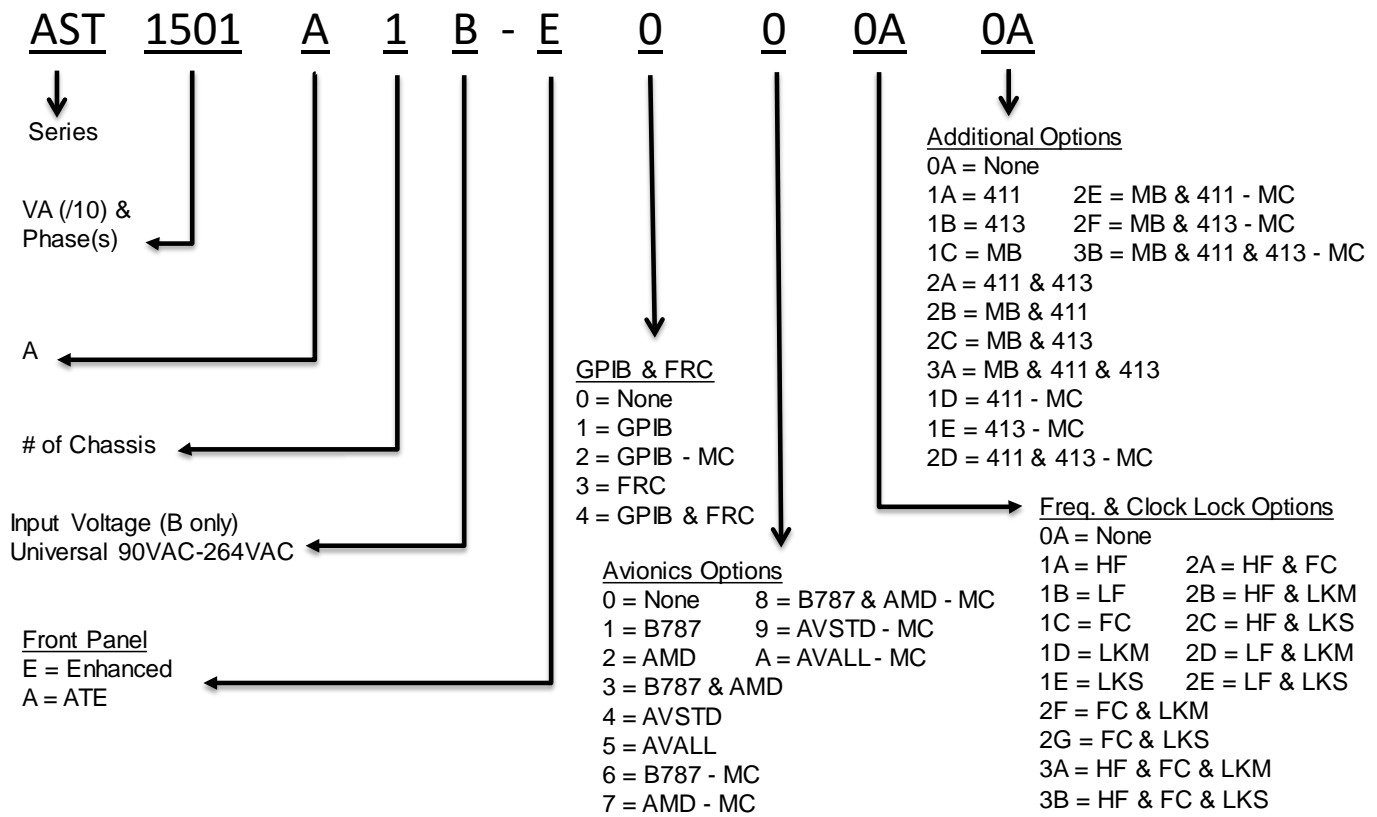 AST 1501 A 1 B - E 0 0 0A 0A
Series
VA (/10) &
Phase(s)
A
# of Chassis
Input Voltage (B only)
Universal 90VAC-264VAC
Front Panel
E = Enhanced
A = ATE
GPIB & FRC
0 = None
1 = GPIB
2 = GPIB - MC
3 = FRC
4 = GPIB & FRC
Avionics Options
0 = None 8 = B787 & AMD - MC
1 = B787 9 = AVSTD - MC
2 = AMD A = AVALL - MC
3 = B787 & AMD
4 = AVSTD
5 = AVALL
6 = B787 - MC
7 = AMD - MC
Additional Options
0A = None
1A = 411 2E = MB & 411 - MC
1B = 413 2F = MB & 413 - MC
1C = MB 3B = MB & 411 & 413 - MC
2A = 411 & 413
2B = MB & 411
2C = MB & 413
3A = MB & 411 & 413
1D = 411 - MC
1E = 413 - MC
2D = 411 & 413 - MC
Freq. & Clock Lock Options
0A = None
1A = HF 2A = HF & FC
1B = LF 2B = HF & LKM
1C = FC 2C = HF & LKS
1D = LKM 2D = LF & LKM
1E = LKS 2E = LF & LKS
2F = FC & LKM
2G = FC & LKS
3A = HF & FC & LKM
3B = HF & FC & LKS